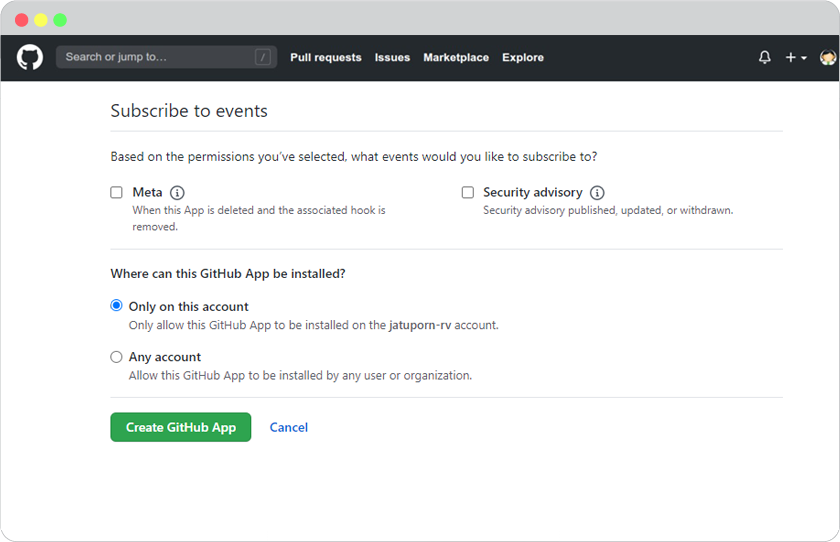 Search or jump to… /
Pull requests Issues Marketplace Explore
Subscribe to events
Based on the permissions you've selected, what events would you like to subscribe to?
Meta
When this App is deleted and the associated hook is
removed.
Security advisory
Security advisory published, updated, or withdrawn.
Where can this GitHub App be installed?
Only on this account
Only allow this GitHub App to be installed on the jatuporn-rv account.
Any account
Allow this GitHub App to be installed by any user or organization.
Create GitHub App Cancel